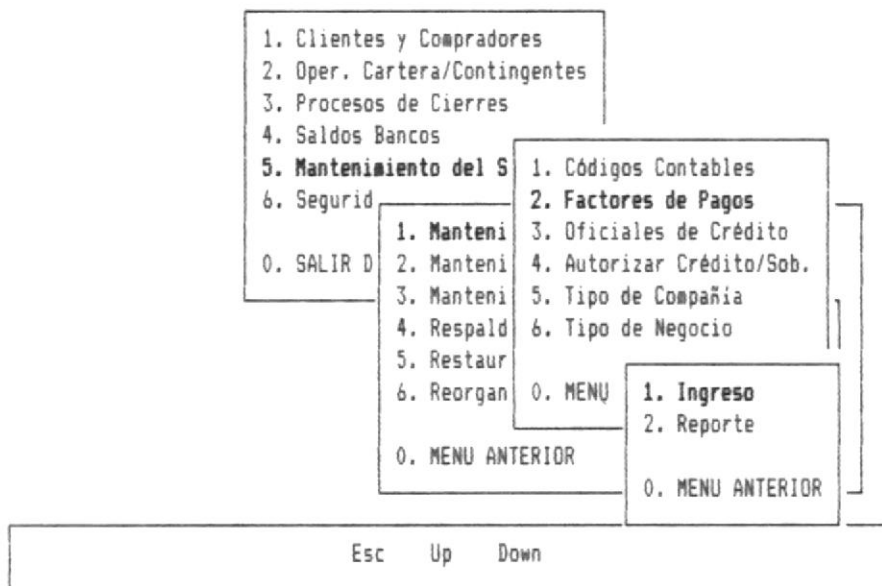 1. Clientes y Compradores
2. Oper. Cartera/Contingentes
3. Procesos de Cierres
4. Saldos Bancos
5. Mantenimiento del S
6. Segurid
0. SALIR D
1. Manteni
2. Manteni
3. Manteni
4. Respald
5. Restaur
6. Reorgan
0. MENU ANTERIOR
1. Códigos Contables
2. Factores de Pagos
3. Oficiales de Crédito
4. Autorizar Crédito/Sob.
5. Tipo de Compañía
6. Tipo de Negocio
0. MENU
1. Ingreso
2. Reporte
0. MENU ANTERIOR
Esc Up Down